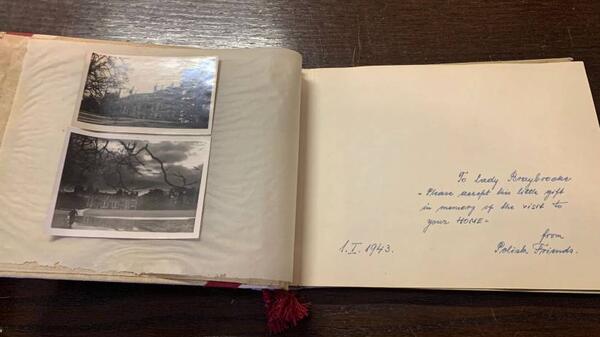 To Lady Braybrooke
- Please accept this little gift
in memory of the visit to
your HOME -
from
1.I.1943.
Polish Friends.